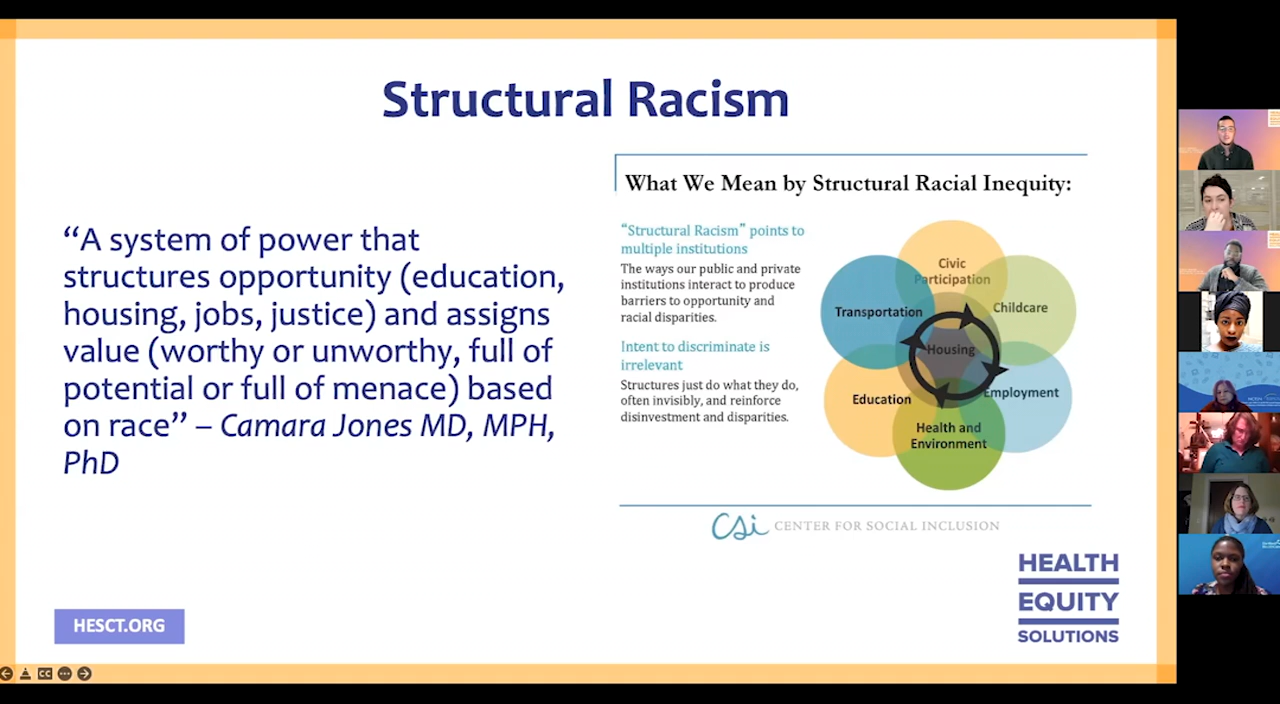 Structural Racism
“A system of power that
structures opportunity (education,
housing, jobs, justice) and assigns
value (worthy or unworthy, full of
potential or full of menace) based
on race” – Camara Jones MD, MPH,
PhD
What We Mean by Structural Racial Inequity:
“Structural Racism” points to
multiple institutions
The ways our public and private
institutions interact to produce
barriers to opportunity and
racial disparities.
Intent to discriminate is
irrelevant
Structures just do what they do,
often invisibly, and reinforce
disinvestment and disparities.
Civic
Participation
Transportation
Childcare
Housing
Education
Employment
Health and
Environment
csi CENTER FOR SOCIAL INCLUSION
HEALTH
EQUITY
SOLUTIONS
HESCT.ORG
CC